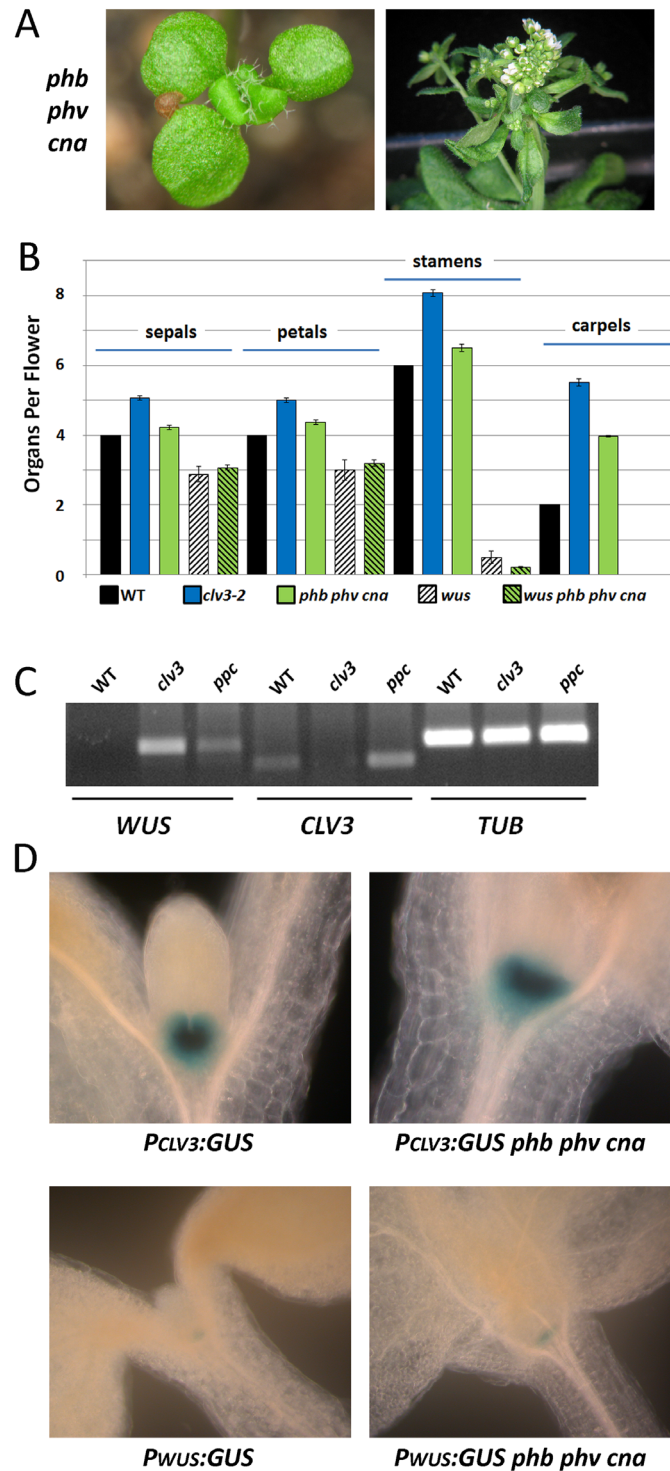 A
phb
phv
cna
B
stamens
carpels
sepals
petals
8
6
4
2
0
Organs Per Flower
WT clv3-2 phb phv cna wus wus phb phv cna
C
WT clv3 ppc WT clv3 ppc WT clv3 ppc
WUS CLV3 TUB
D
PCLV3:GUS PCLV3:GUS phb phv cna
PWUS:GUS PWUS:GUS phb phv cna